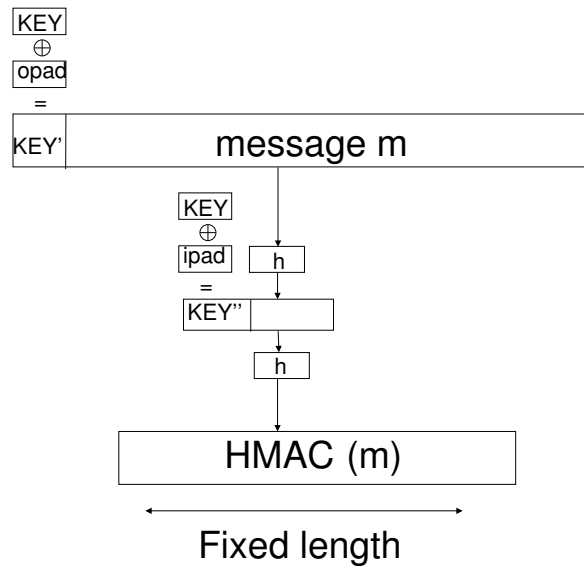 KEY
⊕
opad
=
KEY' message m
KEY
⊕
ipad
h
=
KEY''
h
HMAC (m)
Fixed length